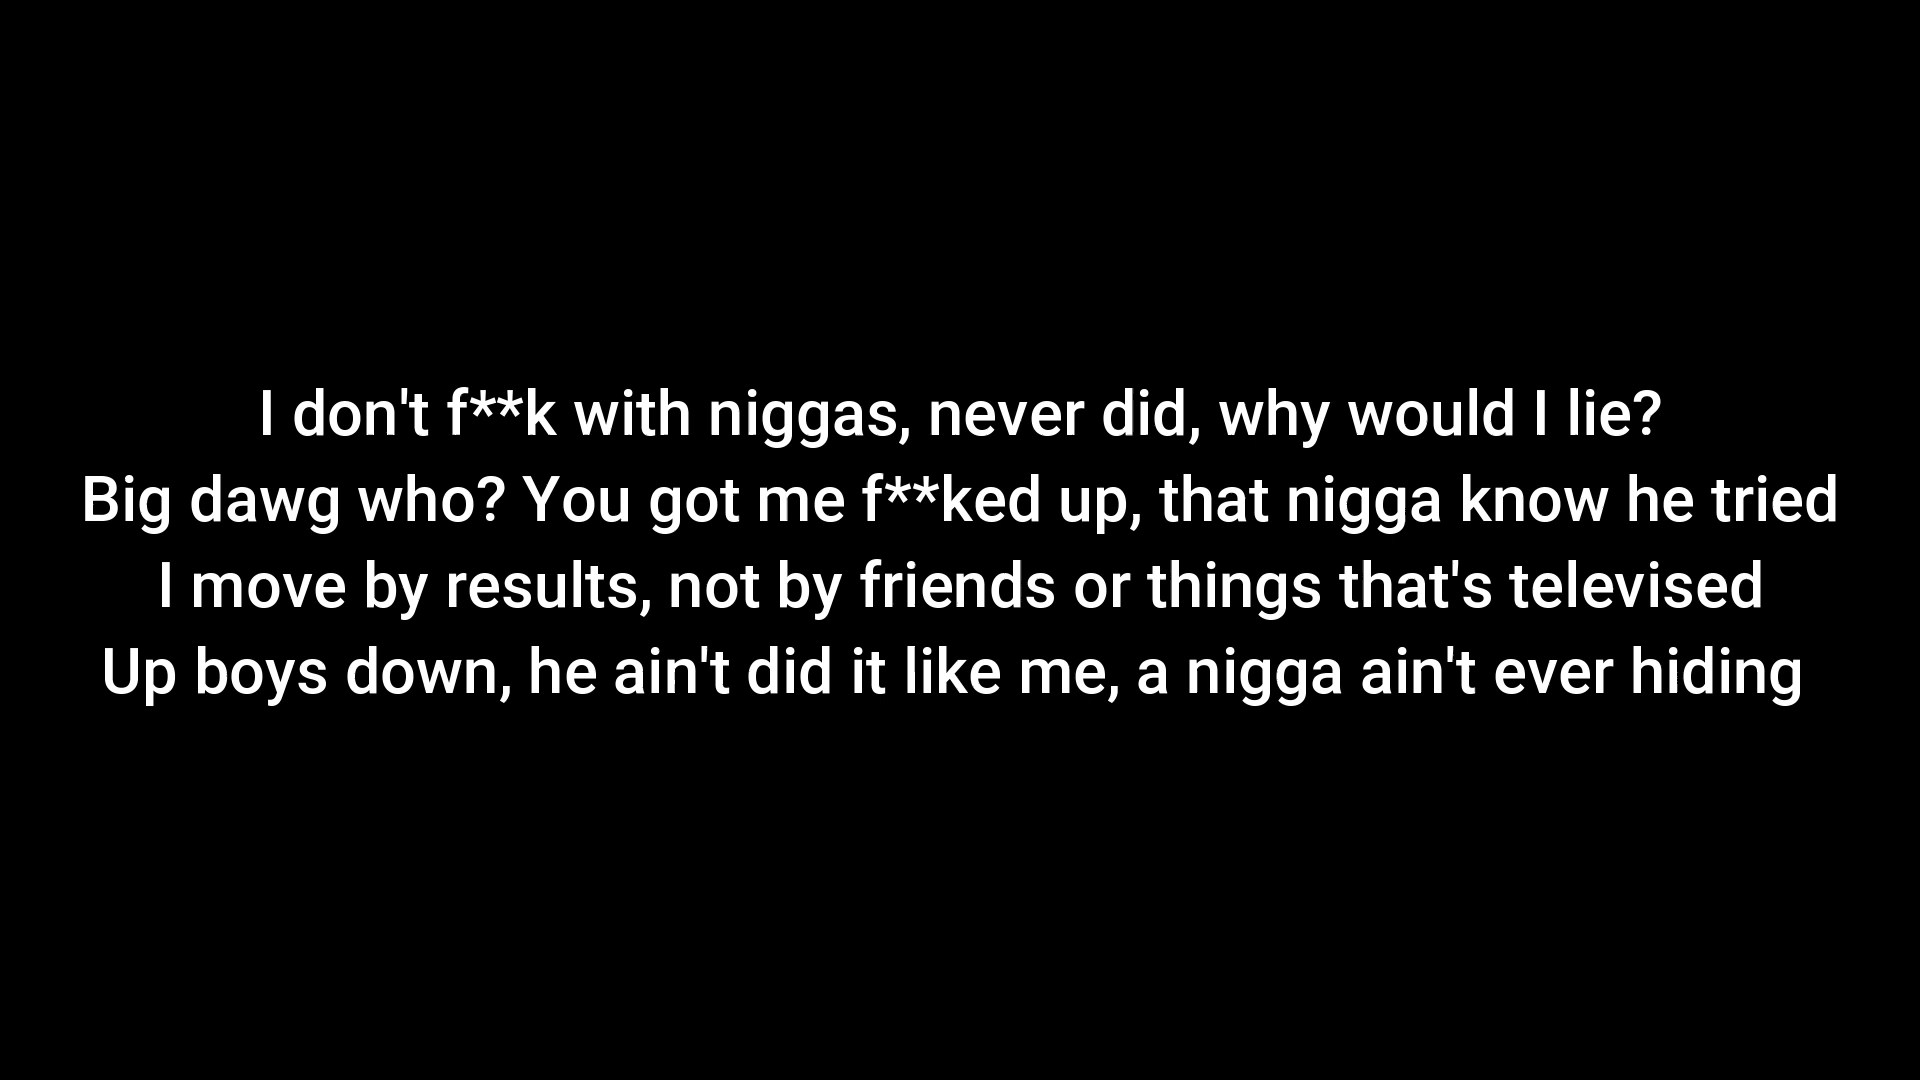 I don't f**k with niggas, never did, why would I lie?
Big dawg who? You got me f**ked up, that nigga know he tried
I move by results, not by friends or things that's televised
Up boys down, he ain't did it like me, a nigga ain't ever hiding